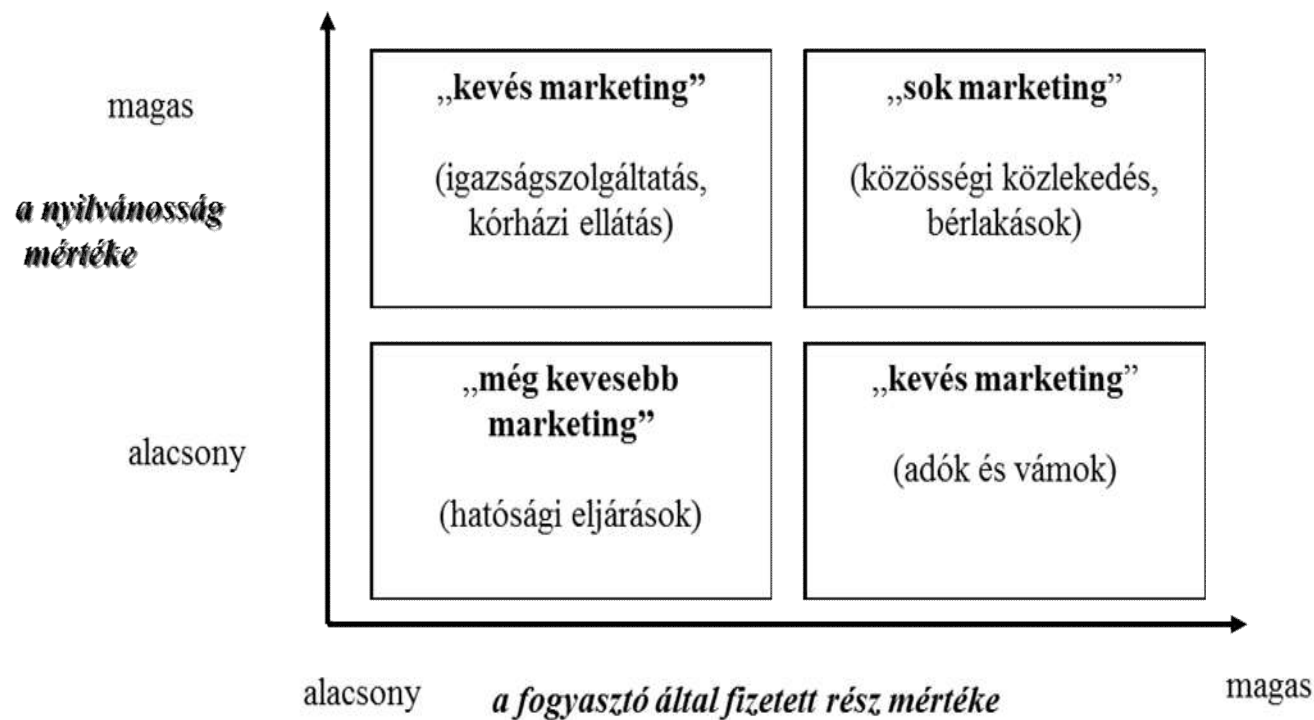 „kevés marketing”
„sok marketing”
magas
(igazságszolgáltatás,
kórházi ellátás)
(közösségi közlekedés,
bérlakások)
a nyilvánosság
mértéke
„még kevesebb
marketing”
„kevés marketing”
alacsony
(adók és vámok)
(hatósági eljárások)
alacsony
a fogyasztó által fizetett rész mértéke
magas